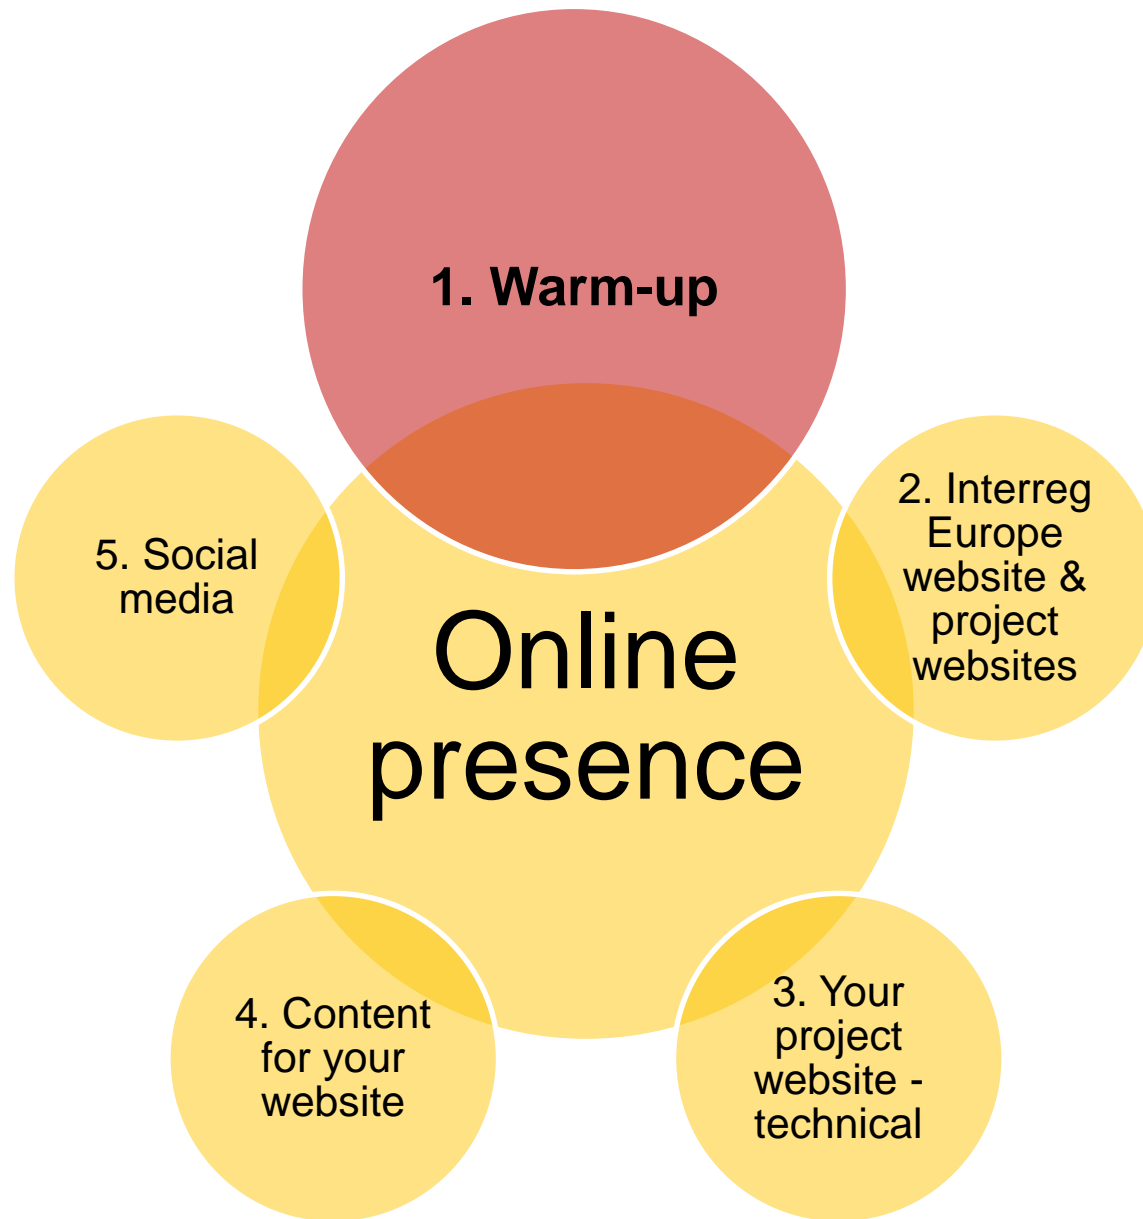 1. Warm-up
2. Interreg
Europe
website &
project
websites
5. Social
media
Online
presence
4. Content
for your
website
3. Your
project
website -
technical